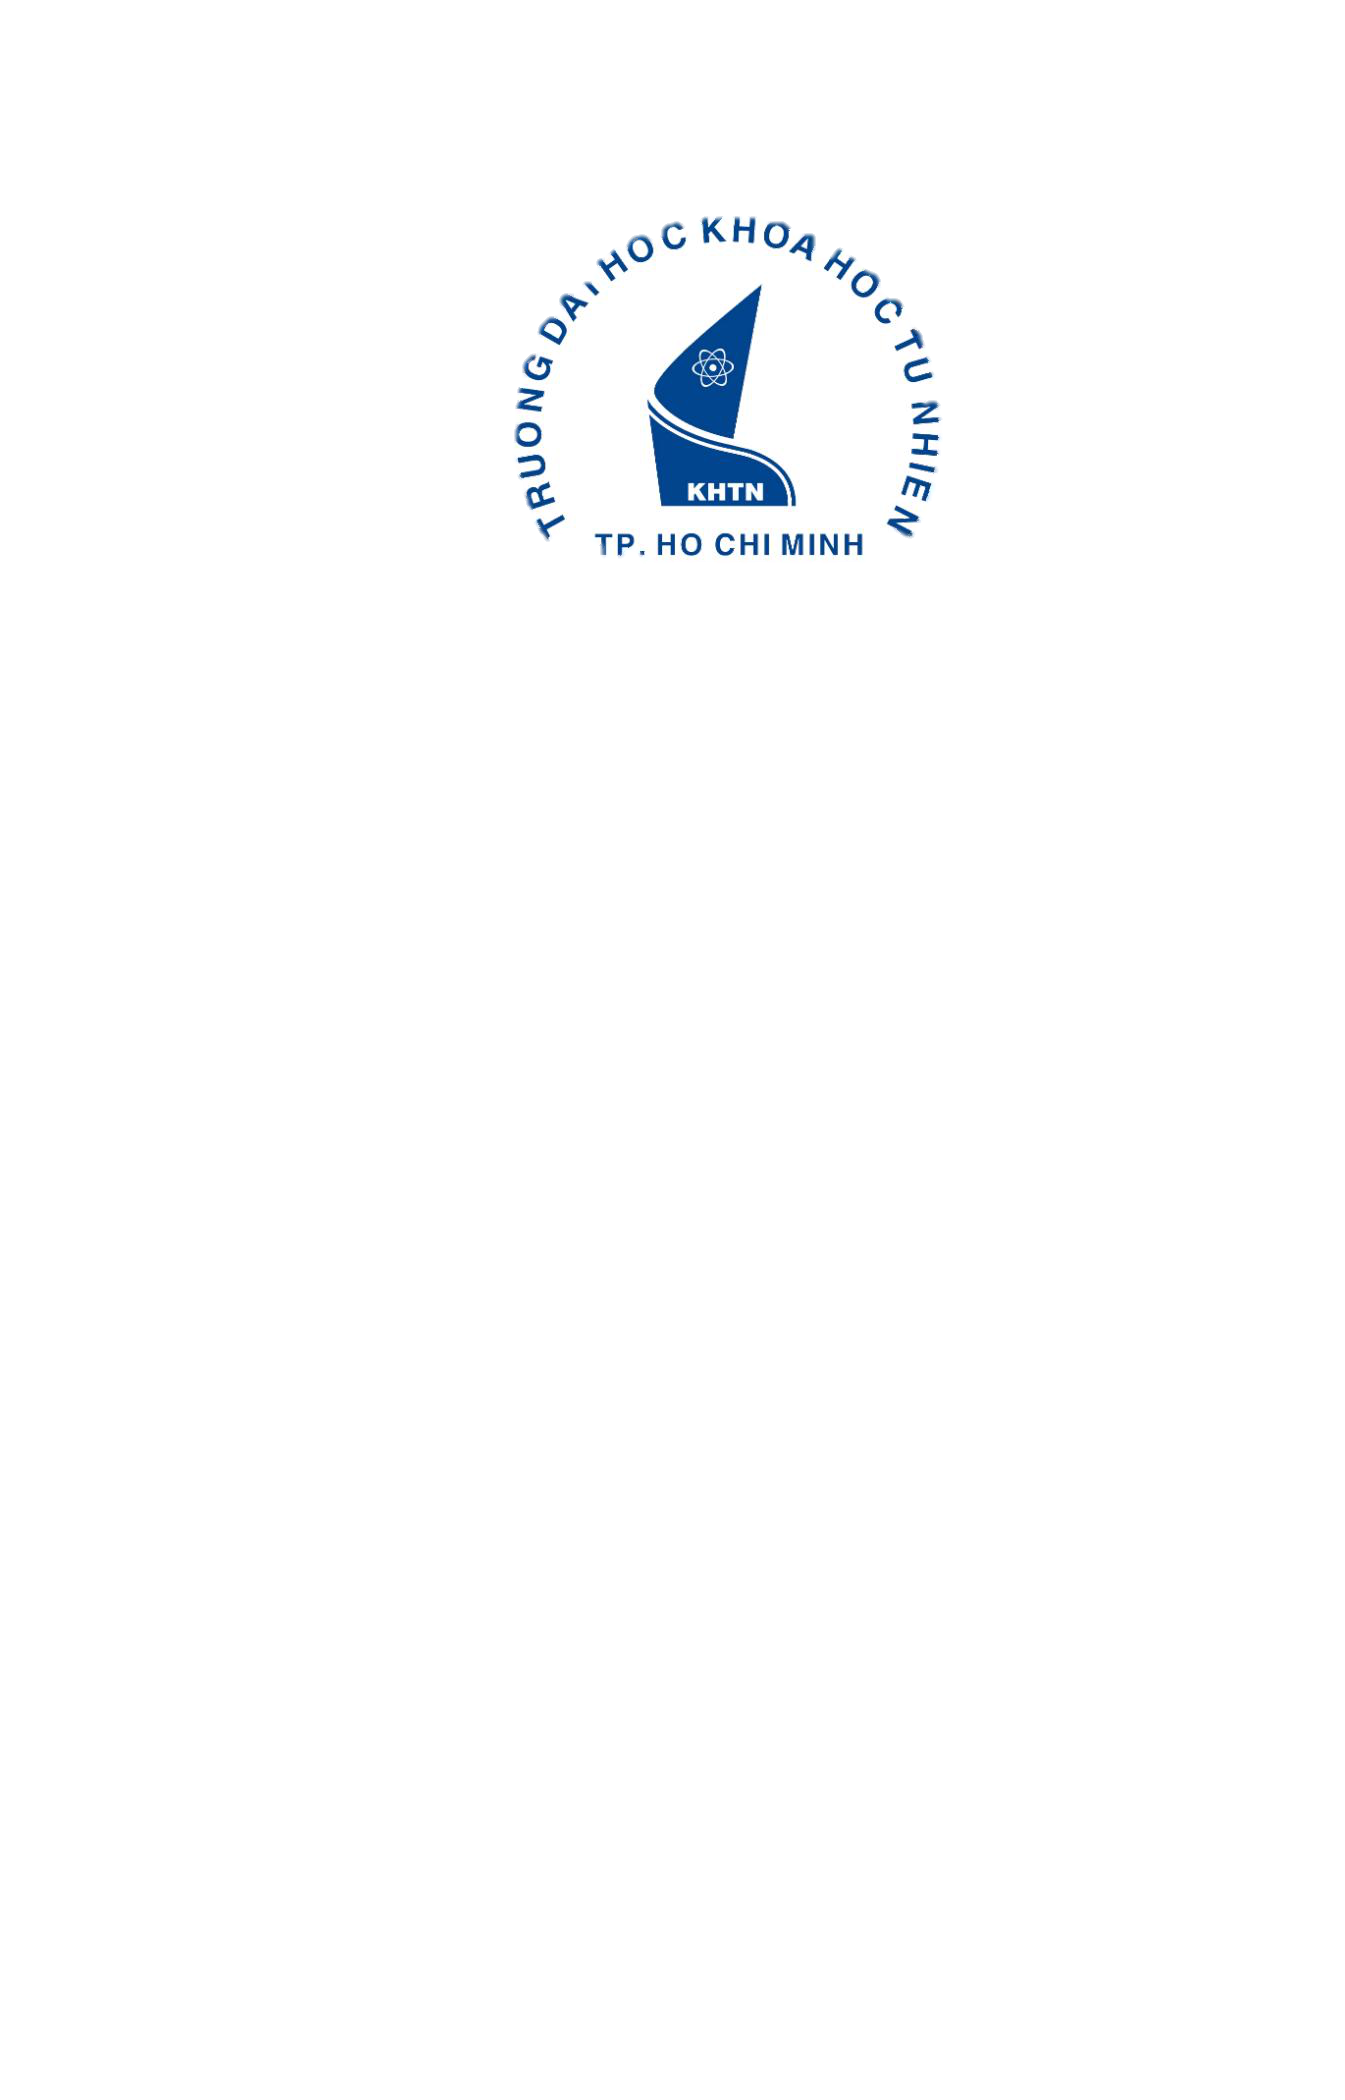 TRUONG DAI HOC KHOA HOC TU NHIEN
KHTN
TP. HO CHI MINH